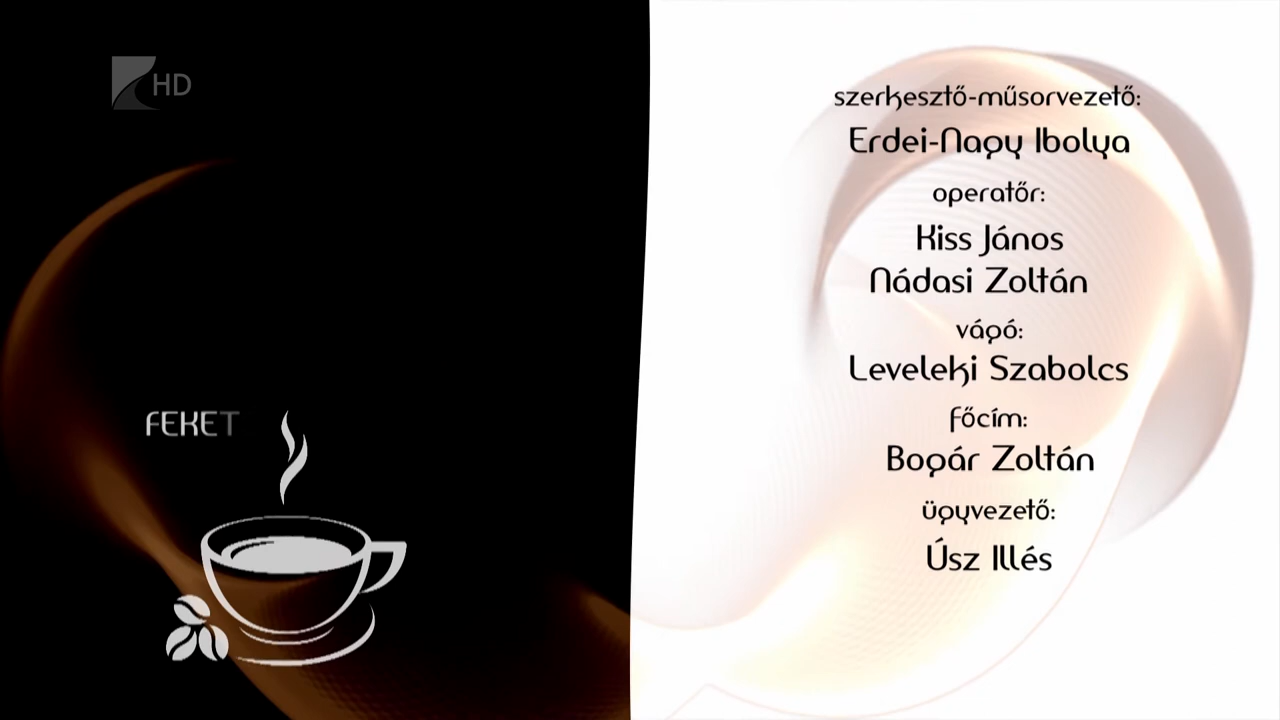 HD
FEKET
szerkesztő-műsorvezető:
Erdei-Nagy Ibolya
operatőr:
Kiss János
Nádasi Zoltán
vágó:
Leveleki Szabolcs
főcím:
Bogár Zoltán
ügyvezető:
Úsz Illés